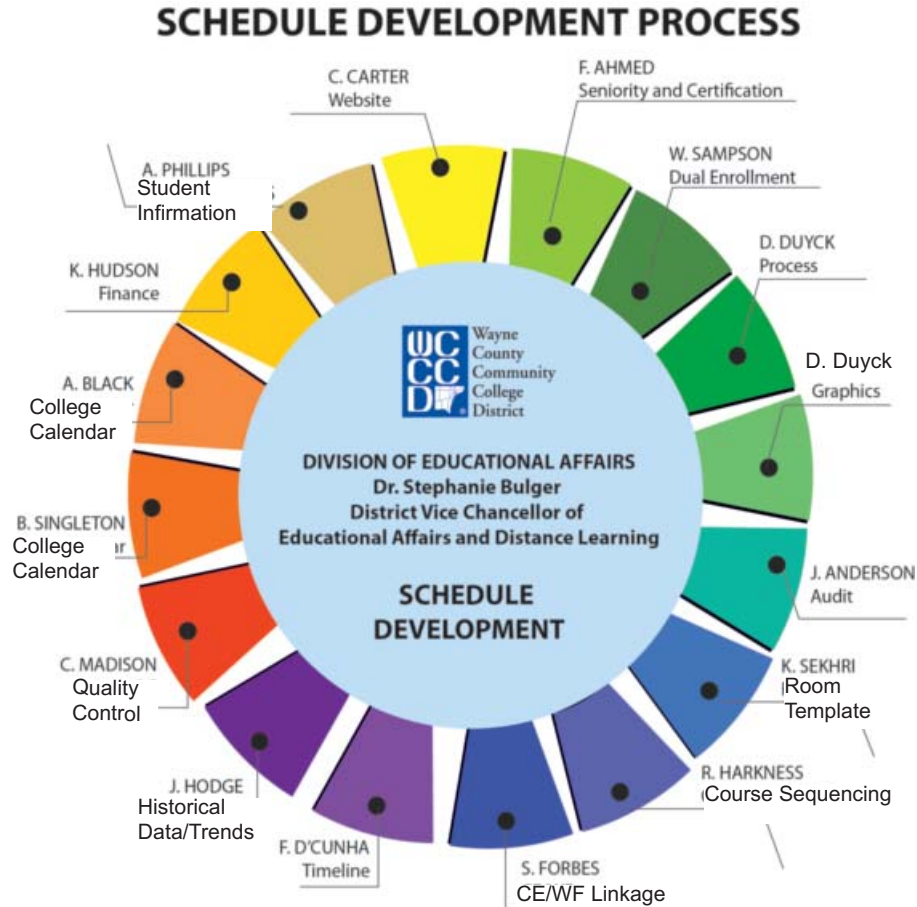 SCHEDULE DEVELOPMENT PROCESS
C. CARTER
Website
F. AHMED
Seniority and Certification
W. SAMPSON
Dual Enrollment
D. DUYCK
Process
D. Duyck
Graphics
J. ANDERSON
Audit
K. SEKHRI
Room
Template
R. HARKNESS
Course Sequencing
S. FORBES
CE/WF Linkage
F. D'CUNHA
Timeline
J. HODGE
Historical
Data/Trends
C. MADISON
Quality
Control
B. SINGLETON
College
Calendar
A. BLACK
College
Calendar
K. HUDSON
Finance
A. PHILLIPS
Student
Infirmation
WCCCD
Wayne
County
Community
College
District
DIVISION OF EDUCATIONAL AFFAIRS
Dr. Stephanie Bulger
District Vice Chancellor of
Educational Affairs and Distance Learning
SCHEDULE
DEVELOPMENT